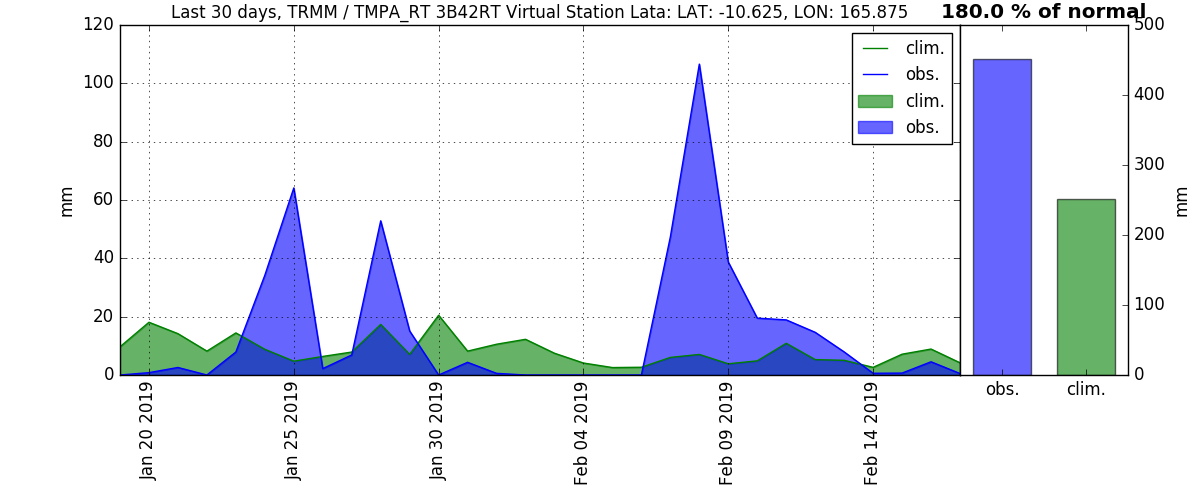 Last 30 days, TRMM / TMPA_RT 3B42RT Virtual Station Lata: LAT: -10.625, LON: 165.875
180.0 % of normal
120
100
80
60
40
20
0
mm
clim.
obs.
clim.
obs.
500
400
300
200
100
0
mm
Jan 20 2019
Jan 25 2019
Jan 30 2019
Feb 04 2019
Feb 09 2019
Feb 14 2019
obs.
clim.